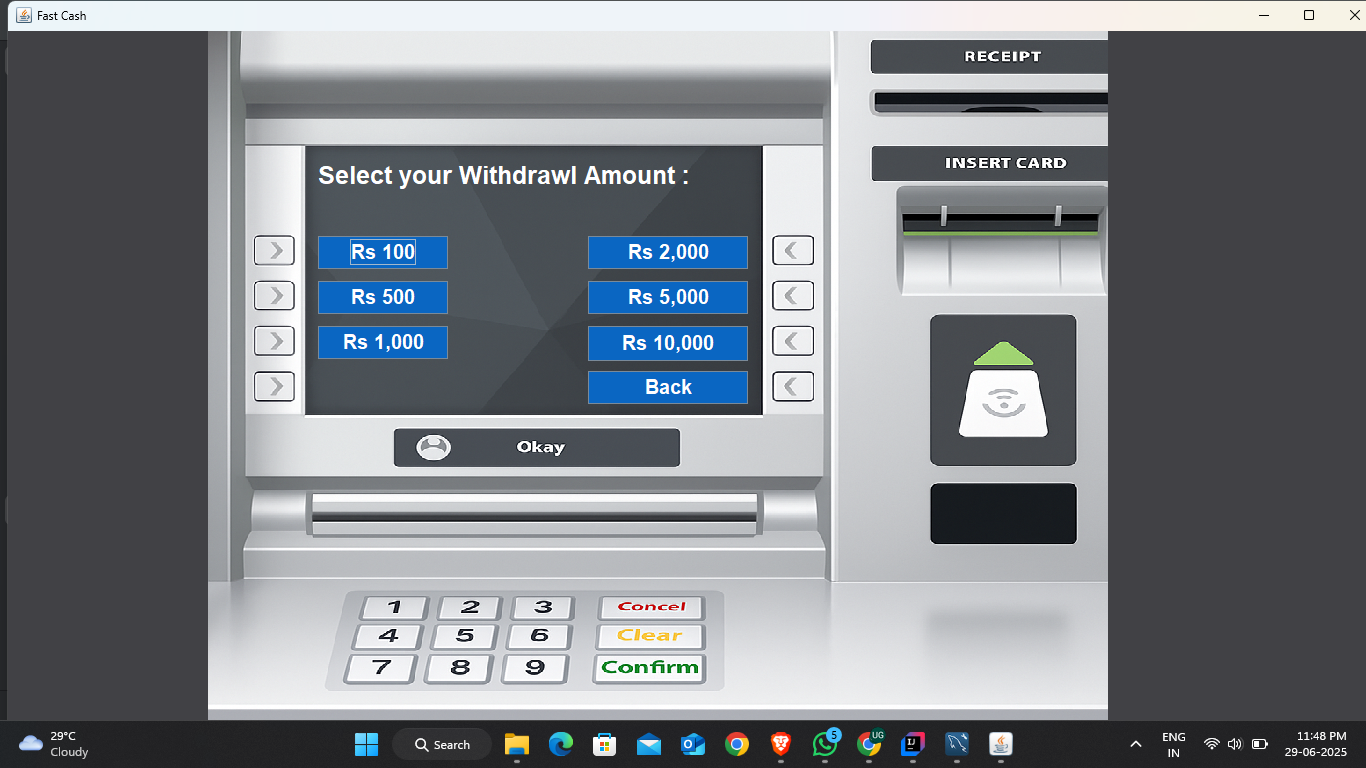 Fast Cash
RECEIPT
INSERT CARD
Select your Withdrawl Amount :
Rs 100
Rs 2,000
Rs 500
Rs 5,000
Rs 1,000
Rs 10,000
Back
Okay
1 2 3 Concel
4 5 6 Clear
7 8 9 Confirm
29°C
Cloudy
Search
5
UG
IJ
ENG
IN
11:48 PM
29-06-2025